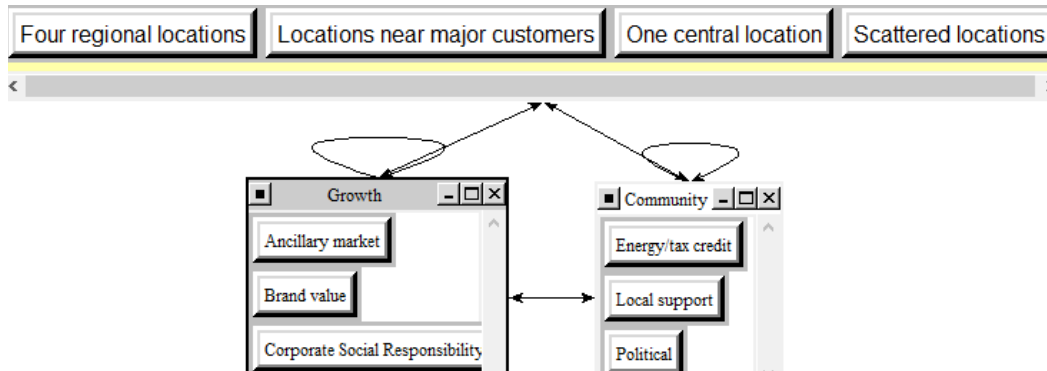 Four regional locations Locations near major customers One central location Scattered locations
Growth
Community
Ancillary market
Energy/tax credit
Brand value
Local support
Corporate Social Responsibility
Political